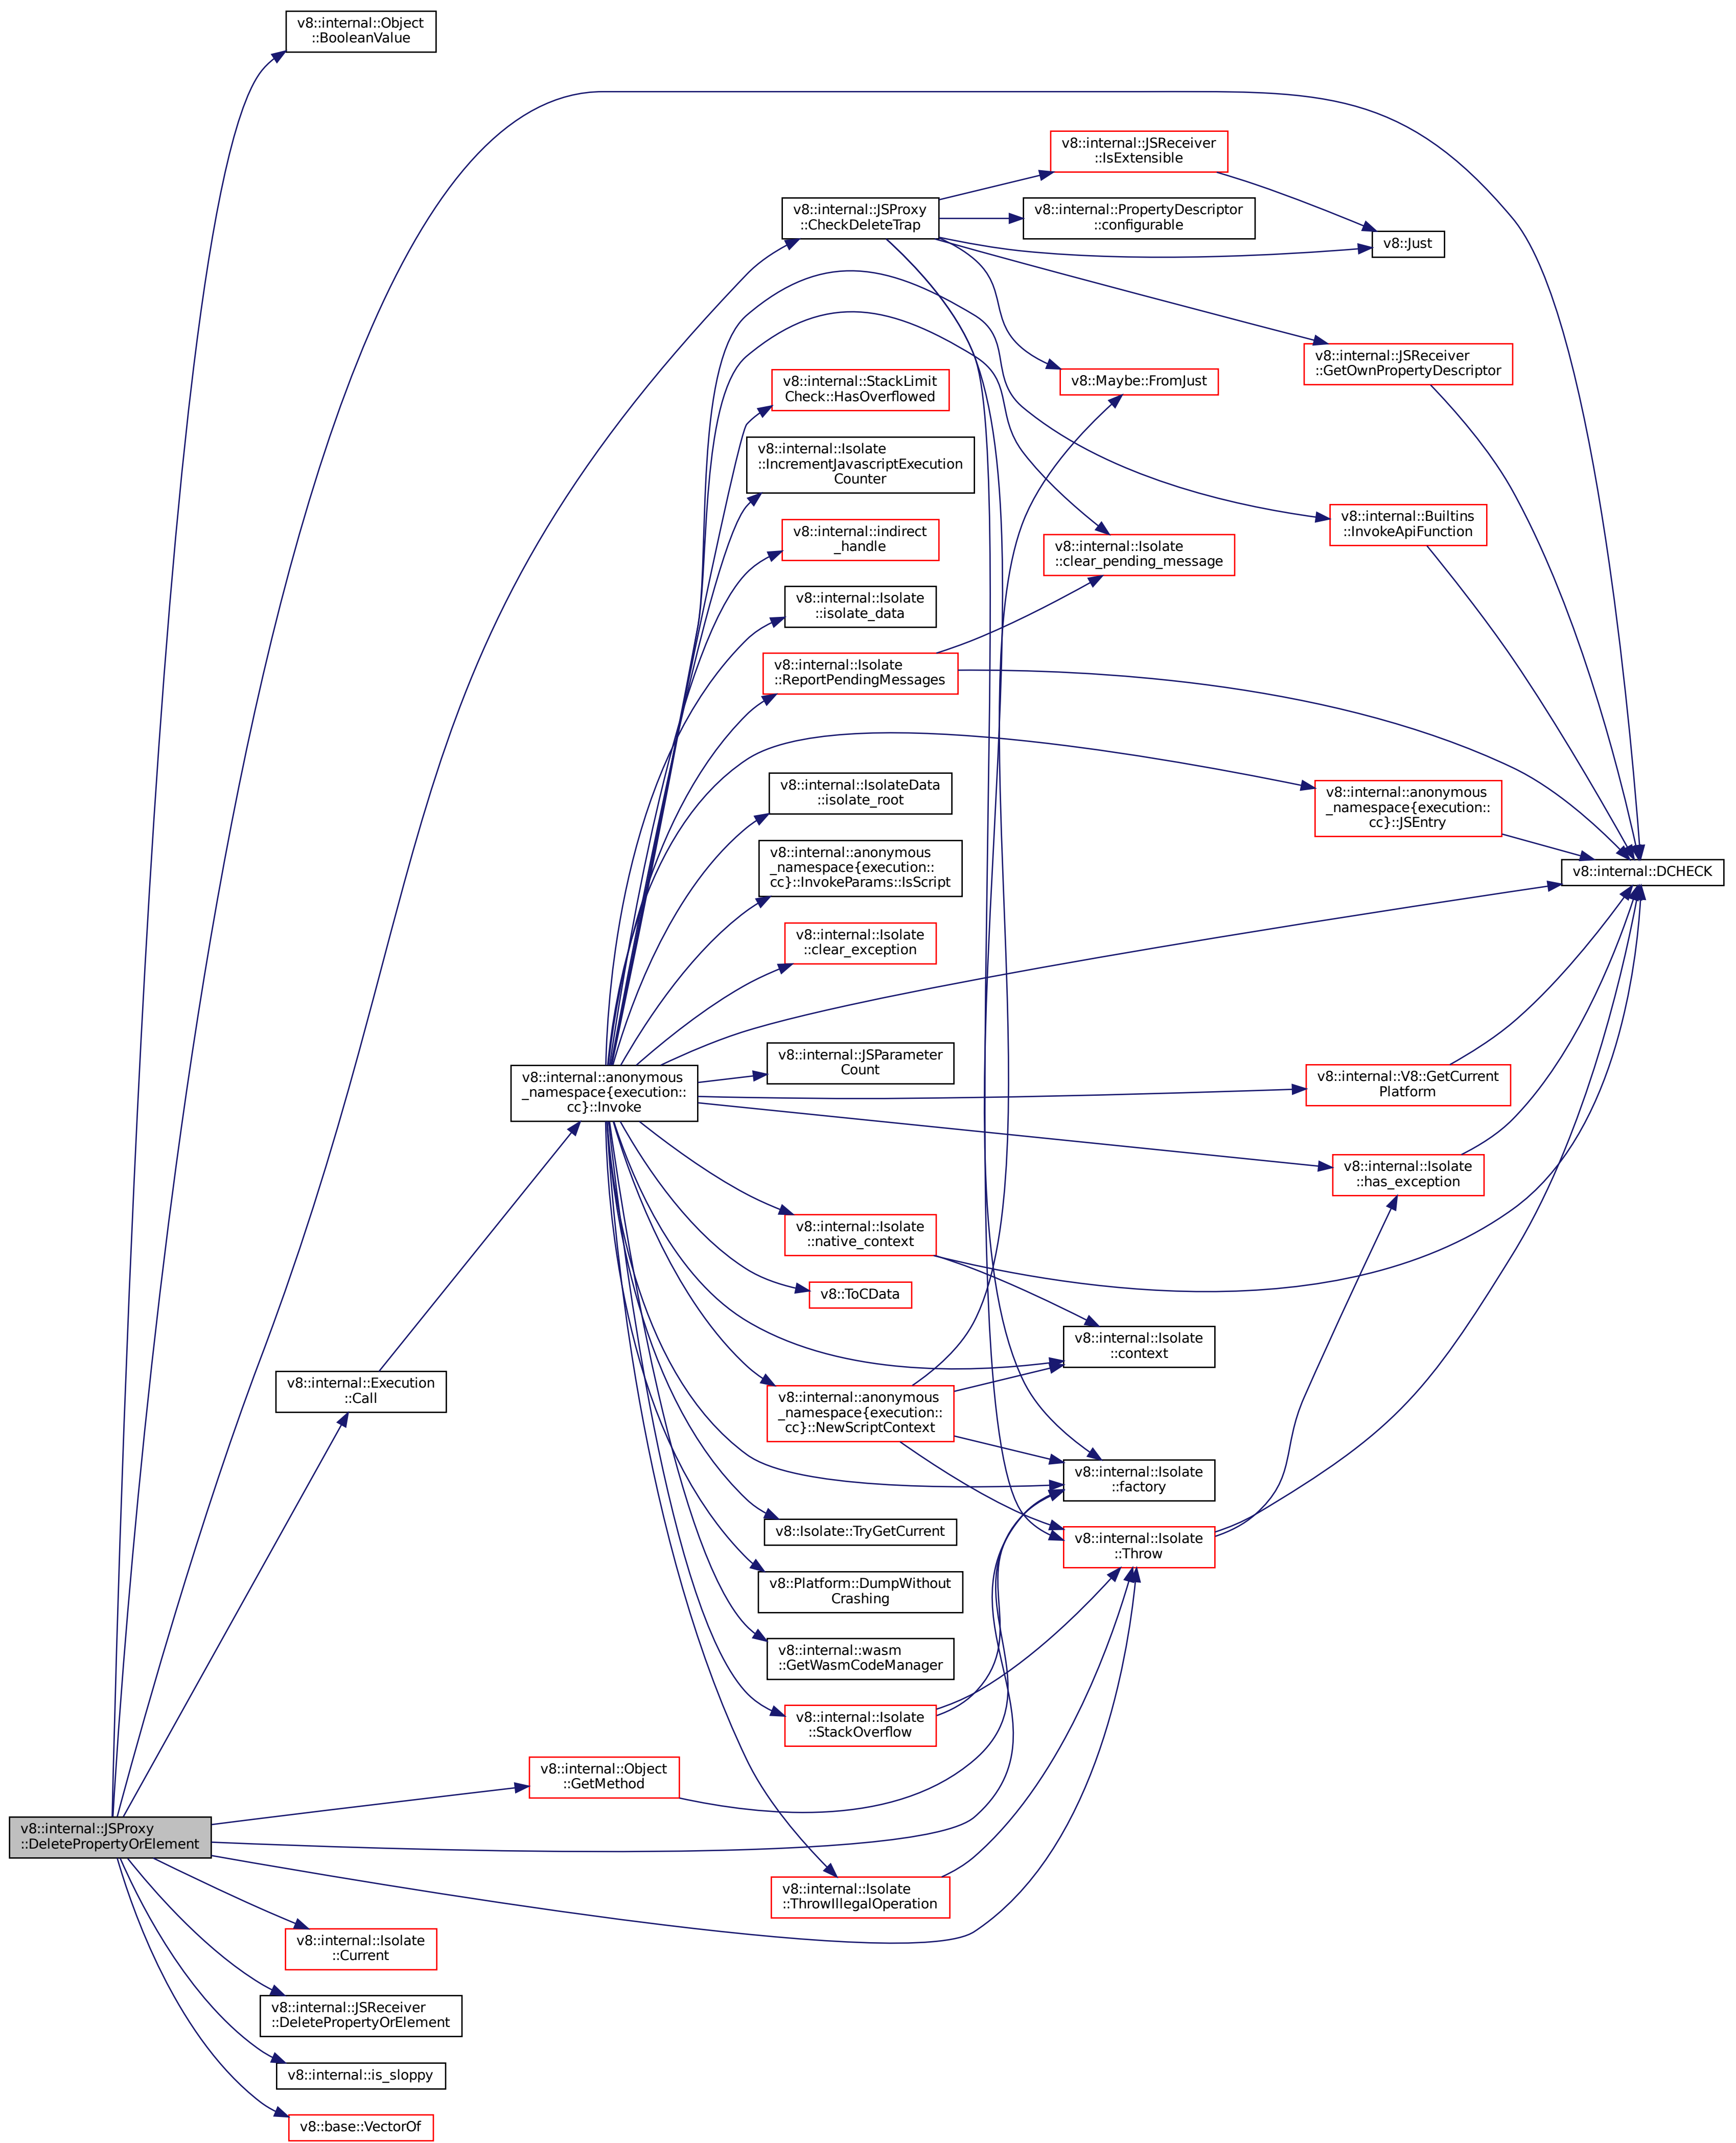 v8::internal::Object
::BooleanValue
v8::internal::JSReceiver
::IsExtensible
v8::internal::JSProxy
::CheckDeleteTrap
v8::internal::PropertyDescriptor
::configurable
v8::Just
v8::internal::JSReceiver
::GetOwnPropertyDescriptor
v8::internal::StackLimit
Check::HasOverflowed
v8::Maybe::FromJust
v8::internal::Isolate
::IncrementJavascriptExecution
Counter
v8::internal::Builtins
::InvokeApiFunction
v8::internal::indirect
_handle
v8::internal::Isolate
::clear_pending_message
v8::internal::Isolate
::isolate_data
v8::internal::Isolate
::ReportPendingMessages
v8::internal::IsolateData
::isolate_root
v8::internal::anonymous
_namespace{execution::
cc}::JSEntry
v8::internal::anonymous
_namespace{execution::
cc}::InvokeParams::IsScript
v8::internal::DCHECK
v8::internal::Isolate
::clear_exception
v8::internal::JSParameter
Count
v8::internal::anonymous
_namespace{execution::
cc}::Invoke
v8::internal::V8::GetCurrent
Platform
v8::internal::Isolate
::has_exception
v8::internal::Isolate
::native_context
v8::ToCData
v8::internal::Isolate
::context
v8::internal::Execution
::Call
v8::internal::anonymous
_namespace{execution::
cc}::NewScriptContext
v8::internal::Isolate
::factory
v8::Isolate::TryGetCurrent
v8::internal::Isolate
::Throw
v8::Platform::DumpWithout
Crashing
v8::internal::wasm
::GetWasmCodeManager
v8::internal::Isolate
::StackOverflow
v8::internal::Object
::GetMethod
v8::internal::JSProxy
::DeletePropertyOrElement
v8::internal::Isolate
::ThrowIllegalOperation
v8::internal::Isolate
::Current
v8::internal::JSReceiver
::DeletePropertyOrElement
v8::internal::is_sloppy
v8::base::VectorOf